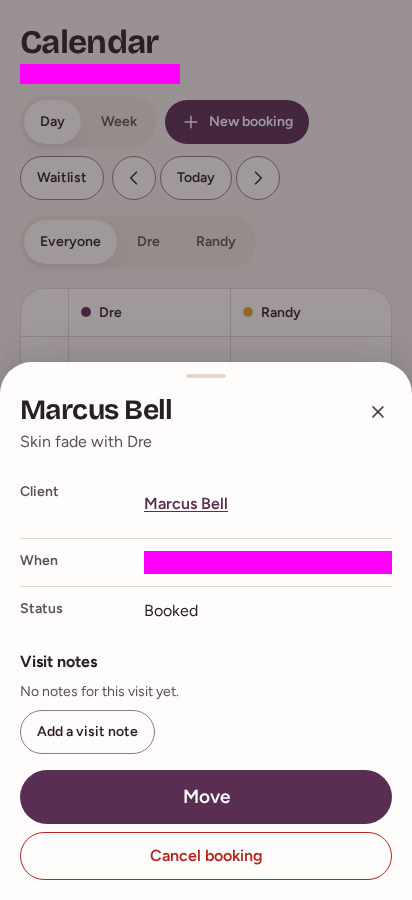 Calendar
Day
Week
New booking
Waitlist
Today
Everyone
Dre
Randy
Dre
Randy
Marcus Bell
Skin fade with Dre
Client
Marcus Bell
When
Status
Booked
Visit notes
No notes for this visit yet.
Add a visit note
Move
Cancel booking